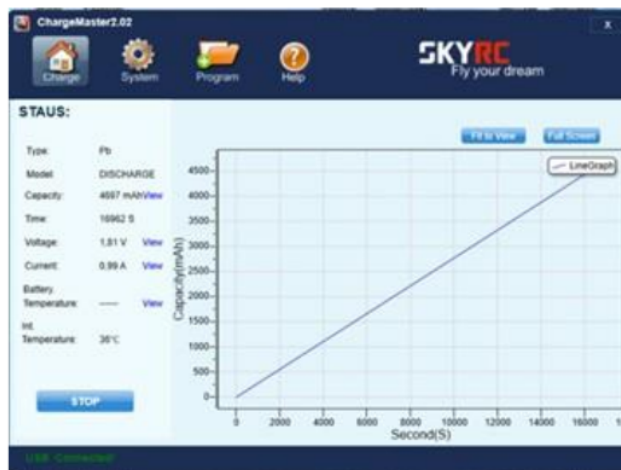 ChargeMaster2.02
X
Charge
System
Program
Help
SKYRC
Fly your dream
STAUS:
Fit to View
Full Screen
Type: Pb
Model DISCHARGE
Capacity: 4697 mAh View
Time: 16962 S
Voltage: 1,81 V View
Current: 0,99 A View
Battery
Temperature: ----- View
Int.
Temperature: 36°C
STOP
LineGraph
Capacity(mAh)
4500
4000
3500
3000
2500
2000
1500
1000
500
0
0 2000 4000 6000 8000 10000 12000 14000 16000
Second(S)
USB Connected!